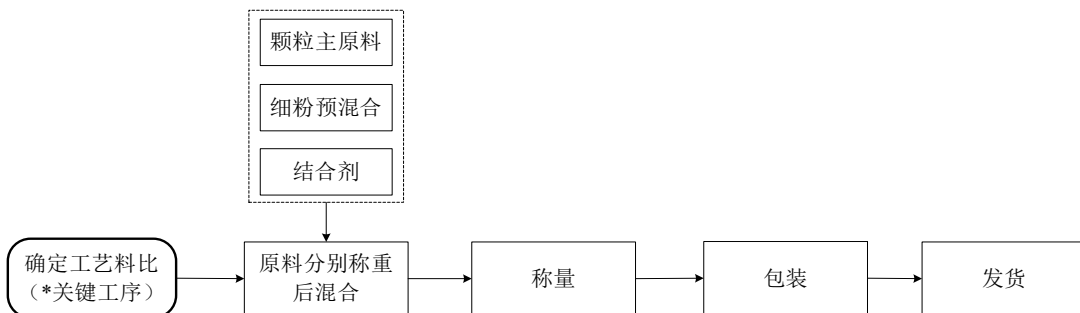 颗粒主原料
细粉预混合
结合剂
确定工艺料比
（*关键工序）
原料分别称重
后混合
称量
包装
发货